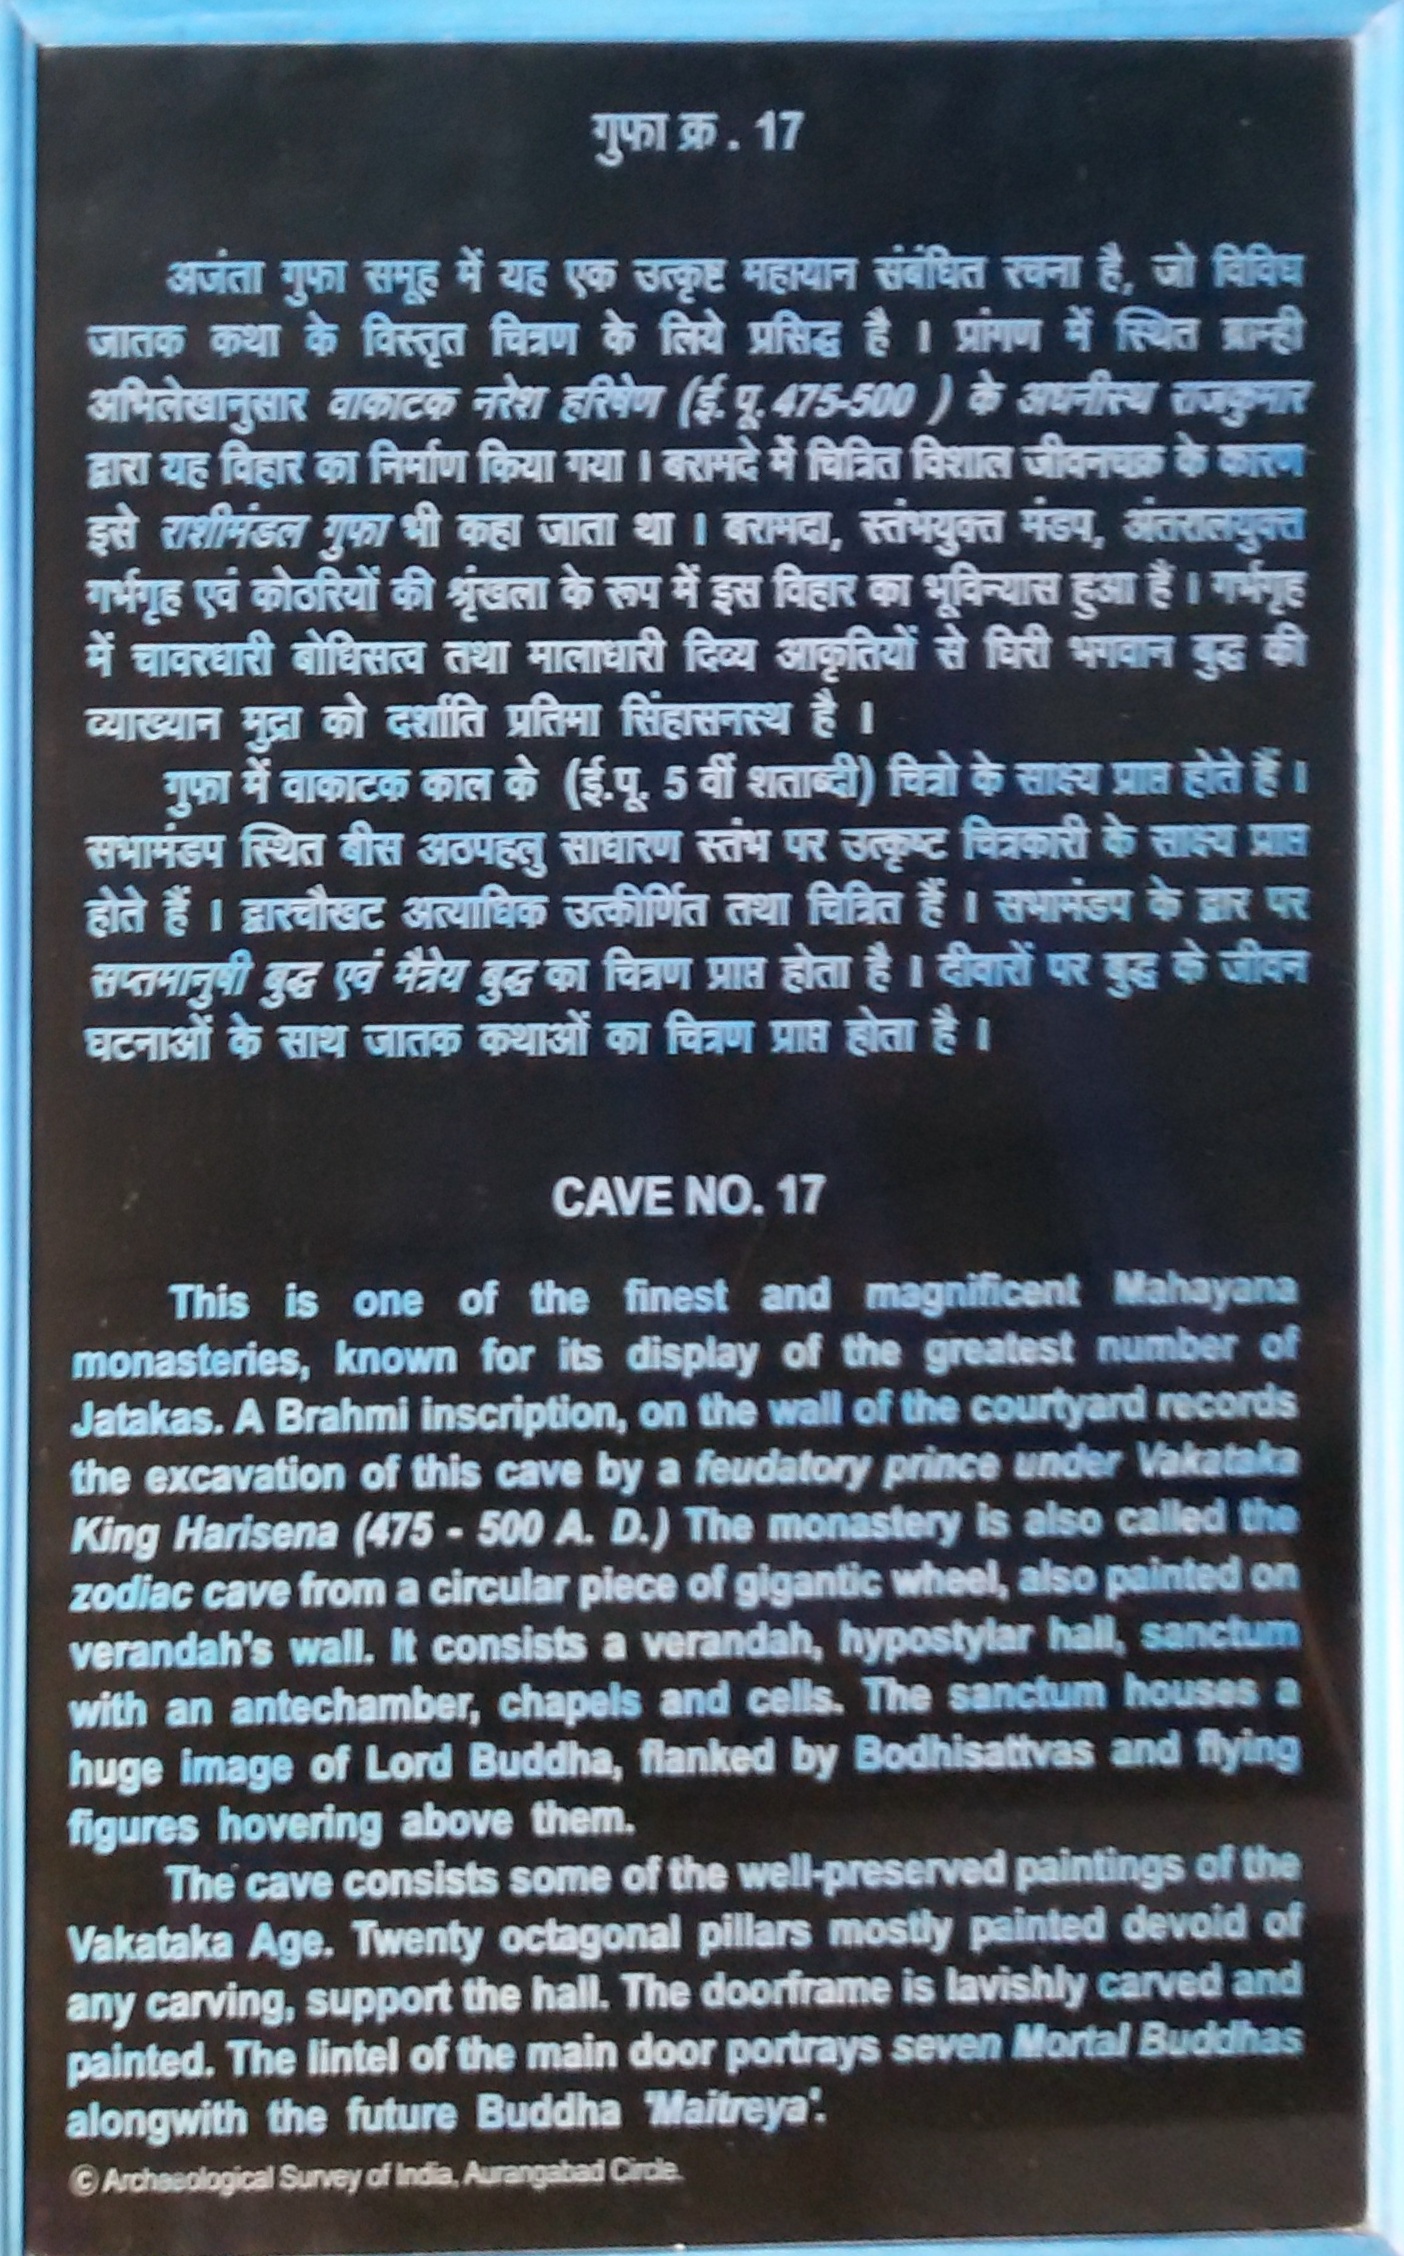 गुफा क्र . 17
अजंता गुफा समूह में यह एक उत्कृष्ट महायान संबंधित रचना है, जो विविध
जातक कथा के विस्तृत चित्रण के लिये प्रसिद्ध है । प्रांगण में स्थित ब्राम्ही
अभिलेखानुसार वाकाटक नरेश हरिषेण (ई. पू. 475-500 ) के अधनीस्थ राजकुमार
द्वारा यह विहार का निर्माण किया गया । बरामदे में चित्रित विशाल जीवनचक्र के कारण
इसे राशीमंडल गुफा भी कहा जाता था । बरामदा, स्तंभयुक्त मंडप, अंतरालयुक्त
गर्भगृह एवं कोठरियों की श्रृंखला के रूप में इस विहार का भूविन्यास हुआ हैं । गर्भगृह
में चावरधारी बोधिसत्व तथा मालाधारी दिव्य आकृतियों से घिरी भगवान बुद्ध की
व्याख्यान मुद्रा को दर्शाति प्रतिमा सिंहासनस्थ है ।
गुफा में वाकाटक काल के (ई.पू. 5 वीं शताब्दी) चित्रो के साक्ष्य प्राप्त होते हैं ।
सभामंडप स्थित बीस अठपहलु साधारण स्तंभ पर उत्कृष्ट चित्रकारी के साक्ष्य प्राप्त
होते हैं । द्वारचौखट अत्याधिक उत्कीर्णित तथा चित्रित हैं । सभामंडप के द्वार पर
सप्तमानुषी बुद्ध एवं मैत्रेय बुद्ध का चित्रण प्राप्त होता है । दीवारों पर बुद्ध के जीवन
घटनाओं के साथ जातक कथाओं का चित्रण प्राप्त होता है ।
CAVE NO. 17
This is one of the finest and magnificent Mahayana
monasteries, known for its display of the greatest number of
Jatakas. A Brahmi inscription, on the wall of the courtyard records
the excavation of this cave by a feudatory prince under Vakataka
King Harisena (475 - 500 A. D.) The monastery is also called the
zodiac cave from a circular piece of gigantic wheel, also painted on
verandah's wall. It consists a verandah, hypostylar hall, sanctum
with an antechamber, chapels and cells. The sanctum houses a
huge image of Lord Buddha, flanked by Bodhisattvas and flying
figures hovering above them.
The cave consists some of the well-preserved paintings of the
Vakataka Age. Twenty octagonal pillars mostly painted devoid of
any carving, support the hall. The doorframe is lavishly carved and
painted. The lintel of the main door portrays seven Mortal Buddhas
alongwith the future Buddha 'Maitreya'.
© Archaeological Survey of India, Aurangabad Circle.